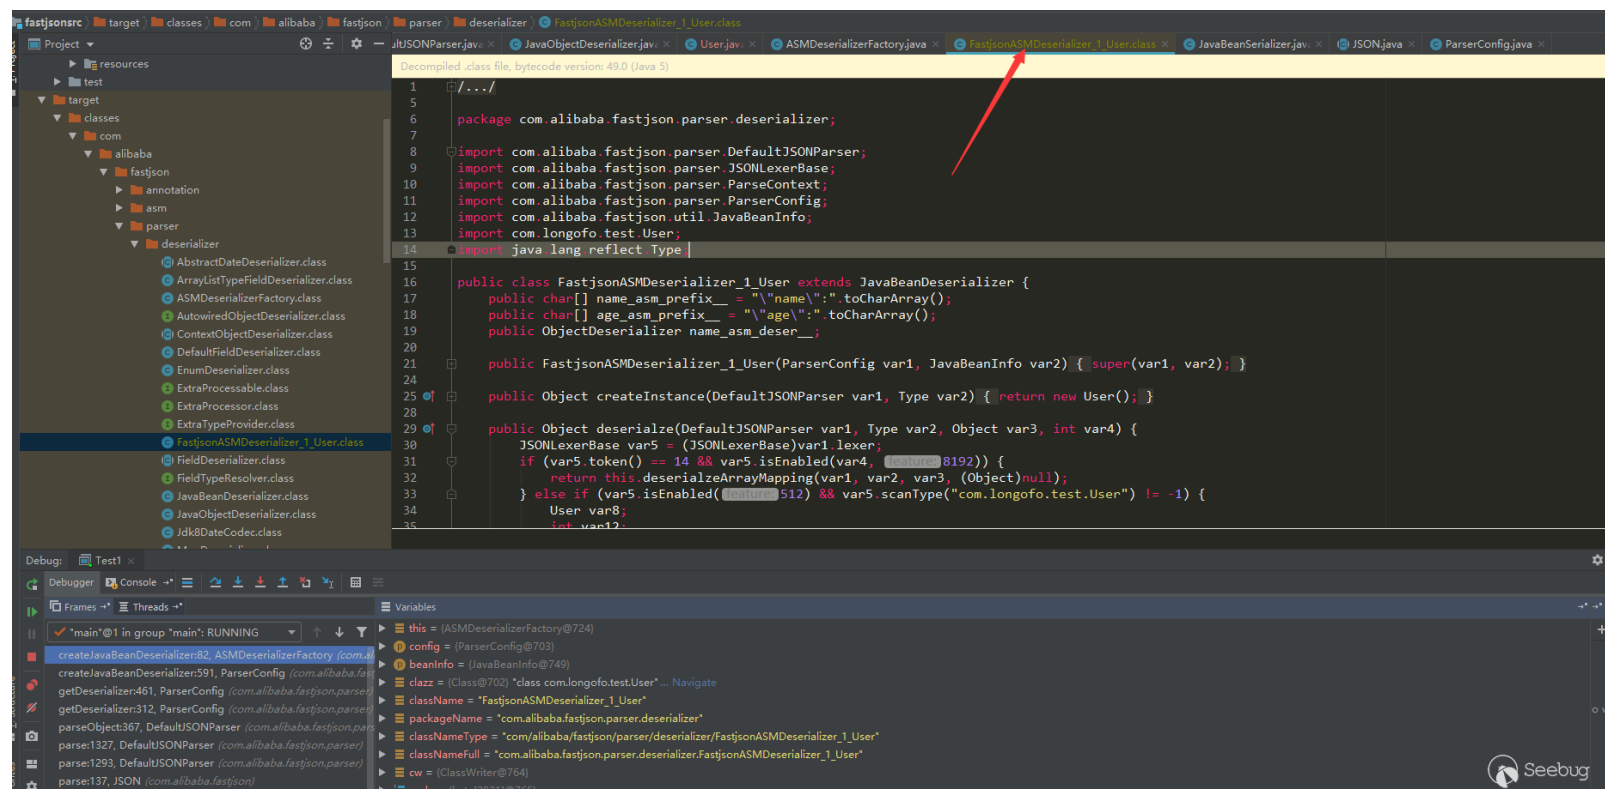 fastjsonsrc target classes com alibaba fastjson parser deserializer FastjsonASMDeserializer_1_User.class
Project
ltJSONParser.java JavaObjectDeserializer.java User.java ASMDeserializerFactory.java FastjsonASMDeserializer_1_User.class JavaBeanSerializer.java JSON.java ParserConfig.java
resources
test
target
classes
com
alibaba
fastjson
annotation
asm
parser
deserializer
AbstractDateDeserializer.class
ArrayListTypeFieldDeserializer.class
ASMDeserializerFactory.class
AutowiredObjectDeserializer.class
ContextObjectDeserializer.class
DefaultFieldDeserializer.class
EnumDeserializer.class
ExtraProcessable.class
ExtraProcessor.class
ExtraTypeProvider.class
FastjsonASMDeserializer_1_User.class
FieldDeserializer.class
FieldTypeResolver.class
JavaBeanDeserializer.class
JavaObjectDeserializer.class
Jdk8DateCodec.class
Decompiled .class file, bytecode version: 49.0 (Java 5)
1 /.../
5
6 package com.alibaba.fastjson.parser.deserializer;
7
8 import com.alibaba.fastjson.parser.DefaultJSONParser;
9 import com.alibaba.fastjson.parser.JSONLexerBase;
10 import com.alibaba.fastjson.parser.ParseContext;
11 import com.alibaba.fastjson.parser.ParserConfig;
12 import com.alibaba.fastjson.util.JavaBeanInfo;
13 import com.longofo.test.User;
14 import java.lang.reflect.Type;
15
16 public class FastjsonASMDeserializer_1_User extends JavaBeanDeserializer {
17 public char[] name_asm_prefix__ = "\"name\":".toCharArray();
18 public char[] age_asm_prefix__ = "\"age\":".toCharArray();
19 public ObjectDeserializer name_asm_deser__;
20
21 public FastjsonASMDeserializer_1_User(ParserConfig var1, JavaBeanInfo var2) { super(var1, var2); }
24
25 public Object createInstance(DefaultJSONParser var1, Type var2) { return new User(); }
28
29 public Object deserialze(DefaultJSONParser var1, Type var2, Object var3, int var4) {
30 JSONLexerBase var5 = (JSONLexerBase)var1.lexer;
31 if (var5.token() == 14 && var5.isEnabled(var4, feature: 8192)) {
32 return this.deserialzeArrayMapping(var1, var2, var3, (Object)null);
33 } else if (var5.isEnabled( feature: 512) && var5.scanType("com.longofo.test.User") != -1) {
34 User var8;
35 int var12;
Debug: Test1
Debugger Console
Frames Threads
"main"@1 in group "main": RUNNING
createJavaBeanDeserializer:82, ASMDeserializerFactory (com.al
createJavaBeanDeserializer:591, ParserConfig (com.alibaba.fast
getDeserializer:461, ParserConfig (com.alibaba.fastjson.parser)
getDeserializer:312, ParserConfig (com.alibaba.fastjson.parser)
parseObject:367, DefaultJSONParser (com.alibaba.fastjson.pars
parse:1327, DefaultJSONParser (com.alibaba.fastjson.parser)
parse:1293, DefaultJSONParser (com.alibaba.fastjson.parser)
parse:137, JSON (com.alibaba.fastjson)
Variables
this = {ASMDeserializerFactory@724}
config = {ParserConfig@703}
beanInfo = {JavaBeanInfo@749}
clazz = {Class@702} "class com.longofo.test.User" ... Navigate
className = "FastjsonASMDeserializer_1_User"
packageName = "com.alibaba.fastjson.parser.deserializer"
classNameType = "com/alibaba/fastjson/parser/deserializer/FastjsonASMDeserializer_1_User"
classNameFull = "com.alibaba.fastjson.parser.deserializer.FastjsonASMDeserializer_1_User"
cw = {ClassWriter@764}
Seebug